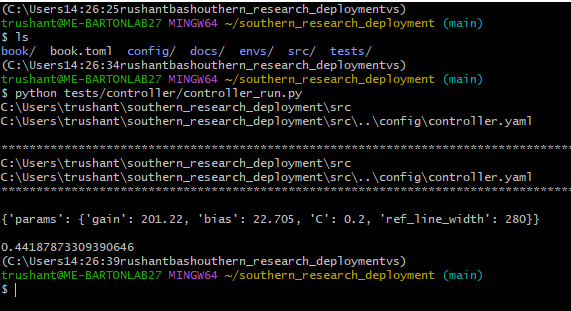 (C:\Users14:26:25rushantbashouthern_research_deploymentvs)
trushant@ME-BARTONLAB27 MINGW64 ~/southern_research_deployment (main)
$ ls
book/ book.toml config/ docs/ envs/ src/ tests/
(C:\Users14:26:34rushantbashouthern_research_deploymentvs)
trushant@ME-BARTONLAB27 MINGW64 ~/southern_research_deployment (main)
$ python tests/controller/controller_run.py
C:\Users\trushant\southern_research_deployment\src
C:\Users\trushant\southern_research_deployment\src\..\config\controller.yaml
*********************************************************************************
C:\Users\trushant\southern_research_deployment\src
C:\Users\trushant\southern_research_deployment\src\..\config\controller.yaml
*********************************************************************************
{'params': {'gain': 201.22, 'bias': 22.705, 'C': 0.2, 'ref_line_width': 280}}
0.44187873309390646
(C:\Users14:26:39rushantbashouthern_research_deploymentvs)
trushant@ME-BARTONLAB27 MINGW64 ~/southern_research_deployment (main)
$